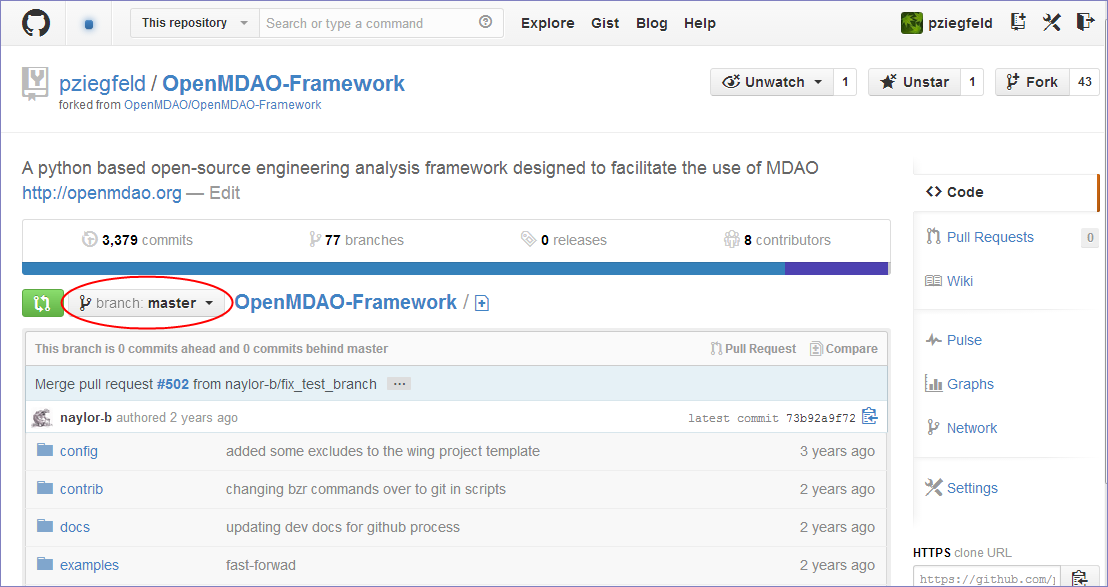 This repository Search or type a command Explore Gist Blog Help pziegfeld
pziegfeld / OpenMDAO-Framework Unwatch 1 Unstar 1 Fork 43
forked from OpenMDAO/OpenMDAO-Framework
A python based open-source engineering analysis framework designed to facilitate the use of MDAO
http://openmdao.org — Edit
3,379 commits 77 branches 0 releases 8 contributors
branch: master OpenMDAO-Framework /
This branch is 0 commits ahead and 0 commits behind master Pull Request Compare
Merge pull request #502 from naylor-b/fix_test_branch ...
naylor-b authored 2 years ago latest commit 73b92a9f72
config added some excludes to the wing project template 3 years ago
contrib changing bzr commands over to git in scripts 2 years ago
docs updating dev docs for github process 2 years ago
examples fast-forwad 2 years ago
Code
Pull Requests 0
Wiki
Pulse
Graphs
Network
Settings
HTTPS clone URL
https://github.com/